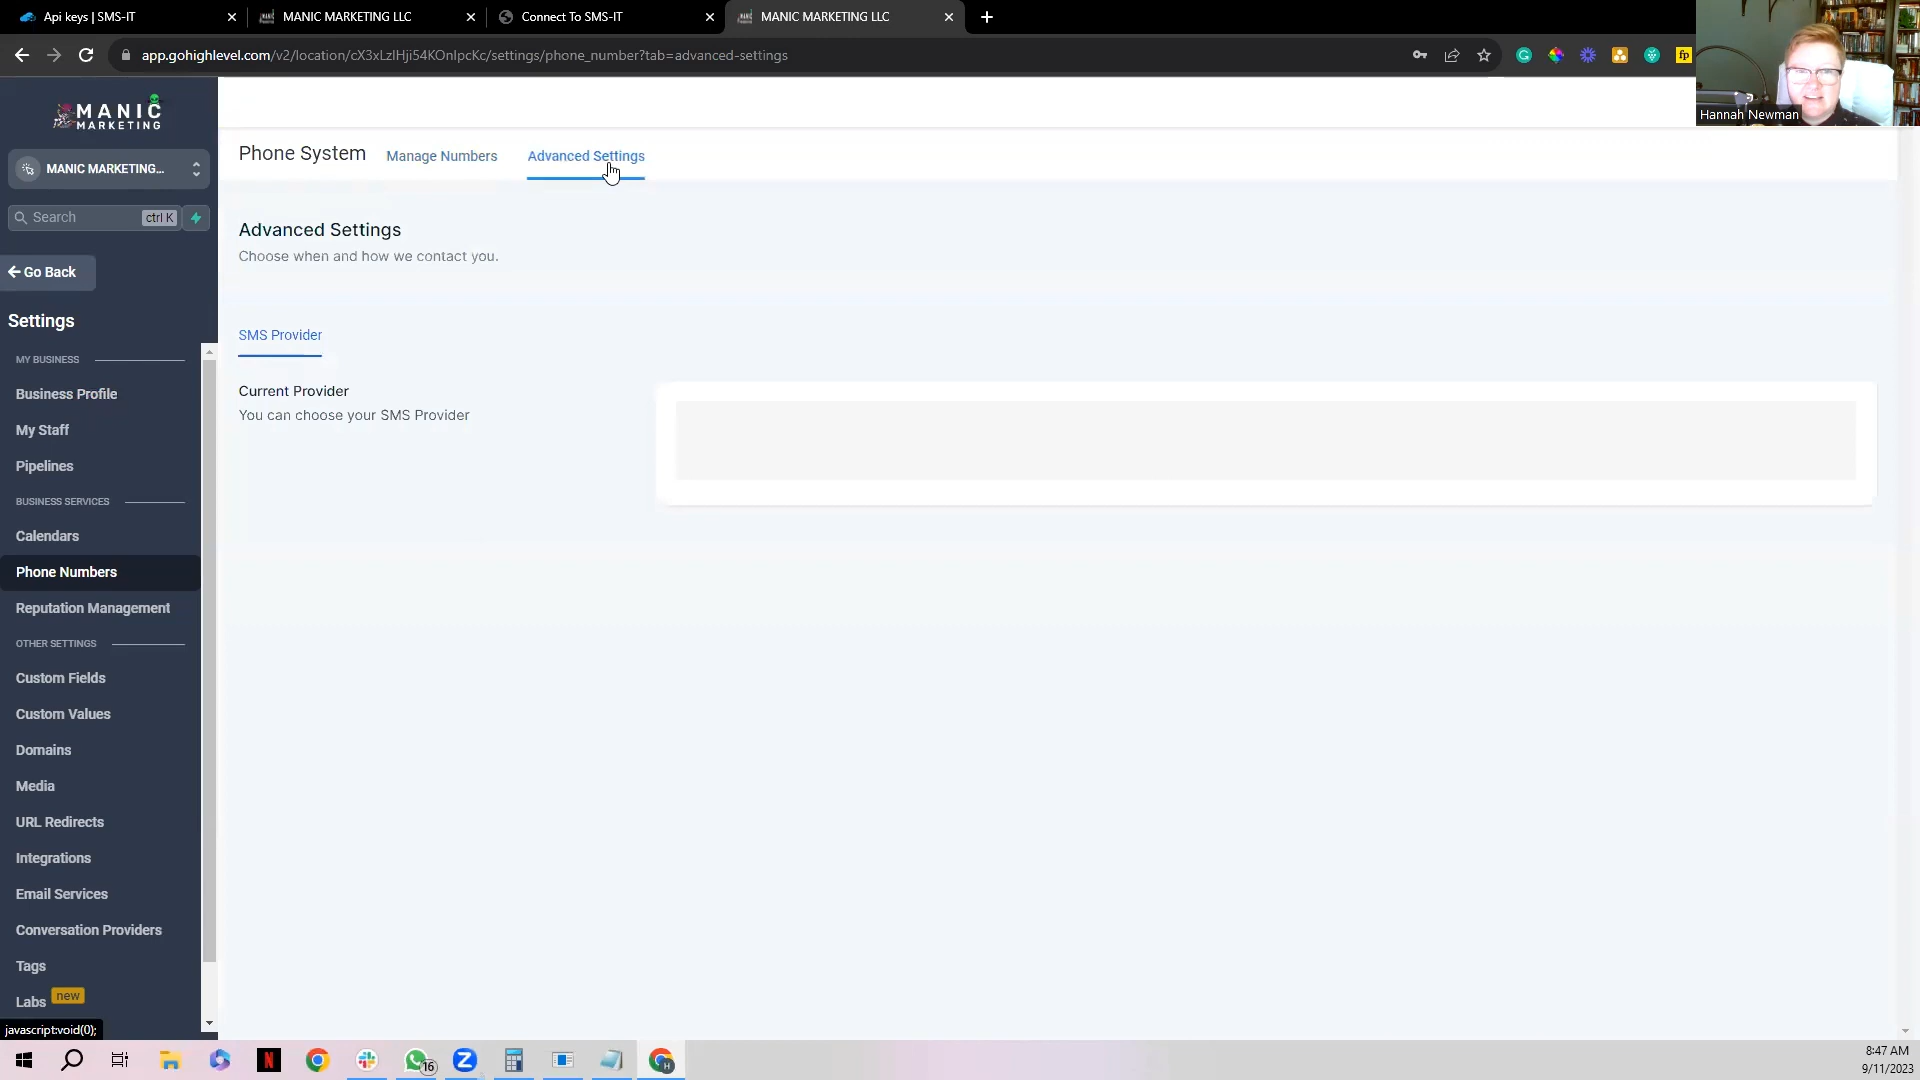 Api keys | SMS-IT
MANIC MARKETING LLC
Connect To SMS-IT
MANIC MARKETING LLC
app.gohighlevel.com/v2/location/cX3xLzlHji54KOnlpcKc/settings/phone_number?tab=advanced-settings
fp
Hannah Newman
MANIC
MARKETING
MANIC MARKETING...
Search
ctrl K
Go Back
Settings
MY BUSINESS
Business Profile
My Staff
Pipelines
BUSINESS SERVICES
Calendars
Phone Numbers
Reputation Management
OTHER SETTINGS
Custom Fields
Custom Values
Domains
Media
URL Redirects
Integrations
Email Services
Conversation Providers
Tags
Labs new
javascript:void(0);
Phone System
Manage Numbers
Advanced Settings
Advanced Settings
Choose when and how we contact you.
SMS Provider
Current Provider
You can choose your SMS Provider
16
H
8:47 AM
9/11/2023